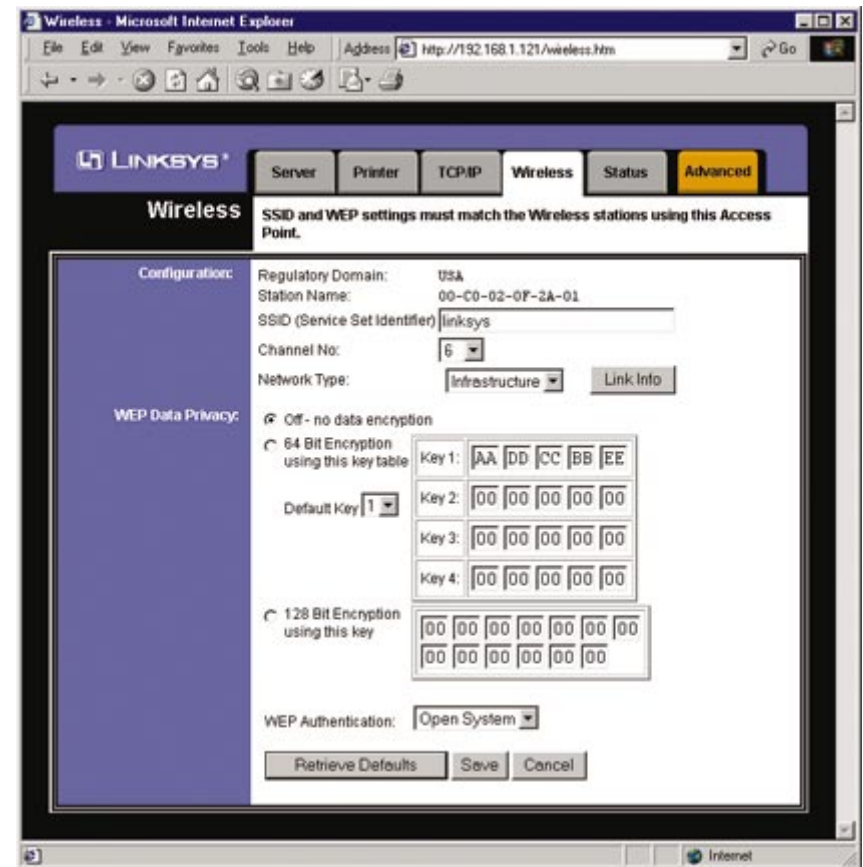 Wireless - Microsoft Internet Explorer
File Edit View Favorites Tools Help Address http://192.168.1.121/wireless.htm Go
LINKSYS®
Server Printer TCP/IP Wireless Status Advanced
Wireless
SSID and WEP settings must match the Wireless stations using this Access
Point.
Configuration:
Regulatory Domain: USA
Station Name: 00-C0-02-0F-2A-01
SSID (Service Set Identifier) linksys
Channel No: 6
Network Type: Infrastructure Link Info
WEP Data Privacy:
Off - no data encryption
64 Bit Encryption
using this key table
Key 1: AA DD CC BB EE
Default Key 1
Key 2: 00 00 00 00 00
Key 3: 00 00 00 00 00
Key 4: 00 00 00 00 00
128 Bit Encryption
using this key
00 00 00 00 00 00 00
00 00 00 00 00 00
WEP Authentication: Open System
Retrieve Defaults Save Cancel
Internet